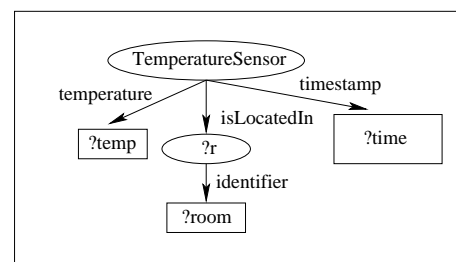 TemperatureSensor
temperature
timestamp
isLocatedIn
?temp
?r
?time
identifier
?room